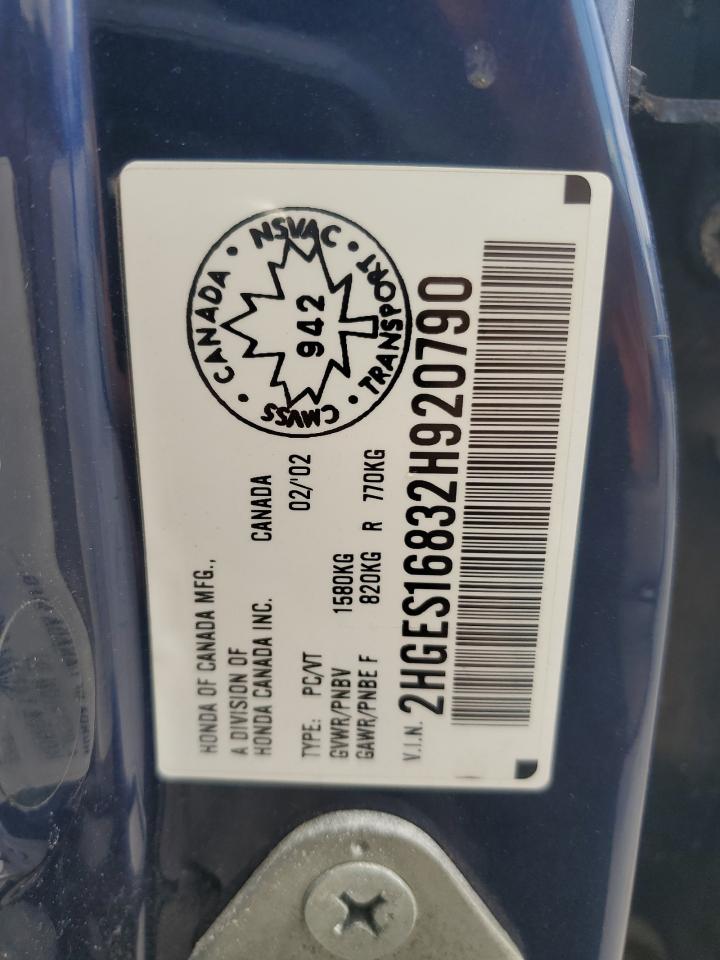 HONDA OF CANADA MFG.,
A DIVISION OF
HONDA CANADA INC. CANADA
02/'02
TYPE: PC/VT
GVWR/PNBV 1580KG
GAWR/PNBE F 820KG R 770KG
V.I.N. 2HGES16832H920790
CANADA · NSVAC · TRANSPORT · CMVSS
942